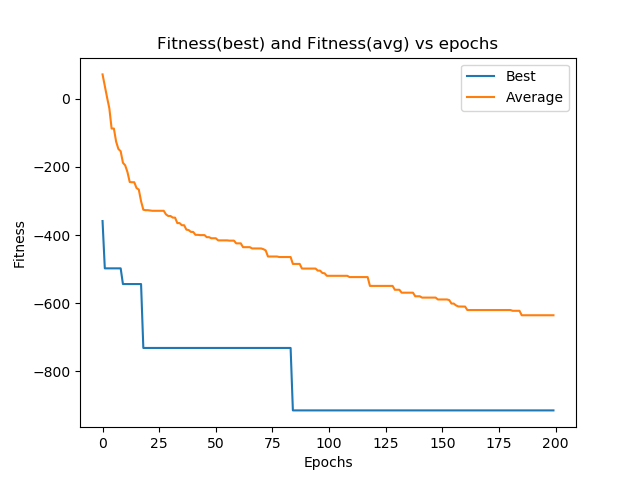 Fitness(best) and Fitness(avg) vs epochs
Best
Average
0
−200
−400
−600
−800
Fitness
0 25 50 75 100 125 150 175 200
Epochs